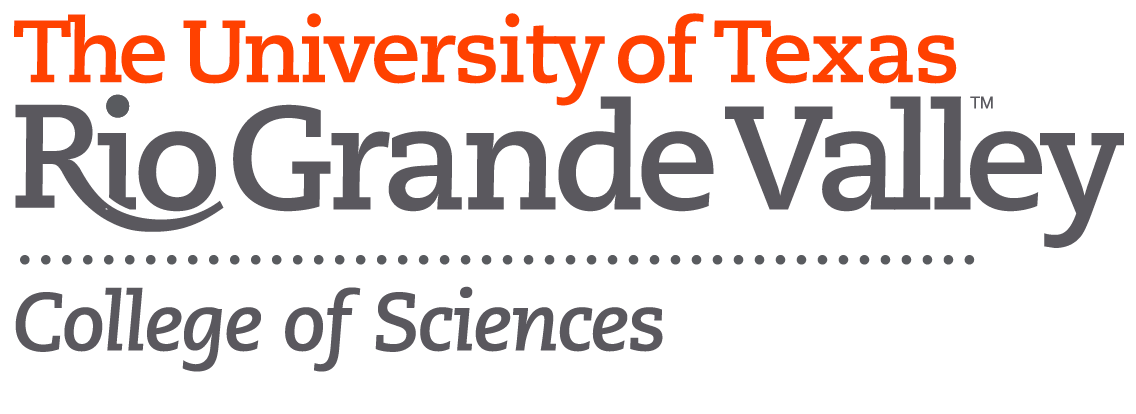 The University of Texas
Rio Grande Valley™
College of Sciences